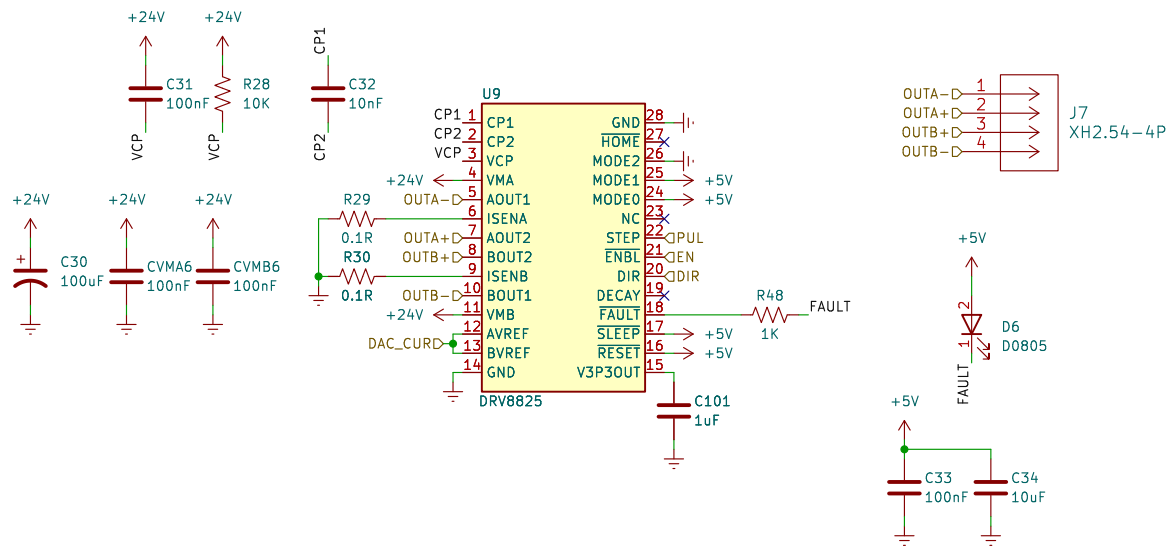 +24V
+24V
CP1
C31
100nF
R28
10K
C32
10nF
VCP
VCP
CP2
U9
CP1
CP2
VCP
+24V
OUTA-
OUTA+
OUTB+
OUTB-
+24V
DAC_CUR
1 CP1
2 CP2
3 VCP
4 VMA
5 AOUT1
6 ISENA
7 AOUT2
8 BOUT2
9 ISENB
10 BOUT1
11 VMB
12 AVREF
13 BVREF
14 GND
GND 28
HOME 27
MODE2 26
MODE1 25
MODE0 24
NC 23
STEP 22
ENBL 21
DIR 20
DECAY 19
FAULT 18
SLEEP 17
RESET 16
V3P3OUT 15
DRV8825
+5V
+5V
PUL
EN
DIR
+5V
+5V
R29
0.1R
R30
0.1R
+24V
+24V
+24V
+
C30
100uF
CVMA6
100nF
CVMB6
100nF
R48
1K
FAULT
C101
1uF
OUTA- 1
OUTA+ 2
OUTB+ 3
OUTB- 4
J7
XH2.54-4P
+5V
2
1
D6
D0805
FAULT
+5V
C33
100nF
C34
10uF